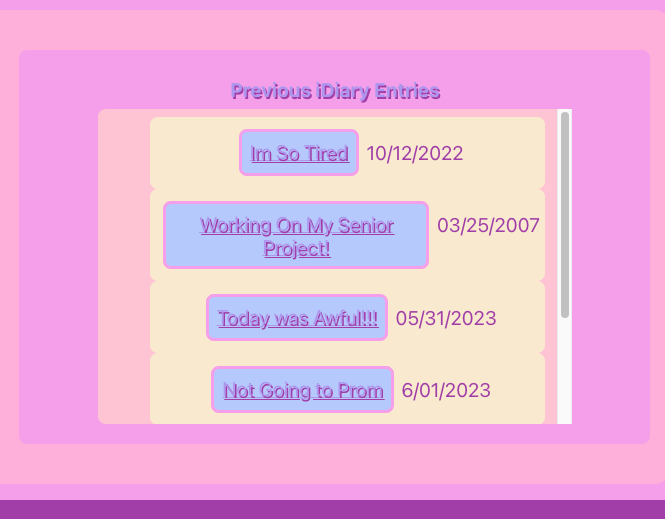 Previous iDiary Entries
Im So Tired 10/12/2022
Working On My Senior 03/25/2007
Project!
Today was Awful!!! 05/31/2023
Not Going to Prom 6/01/2023